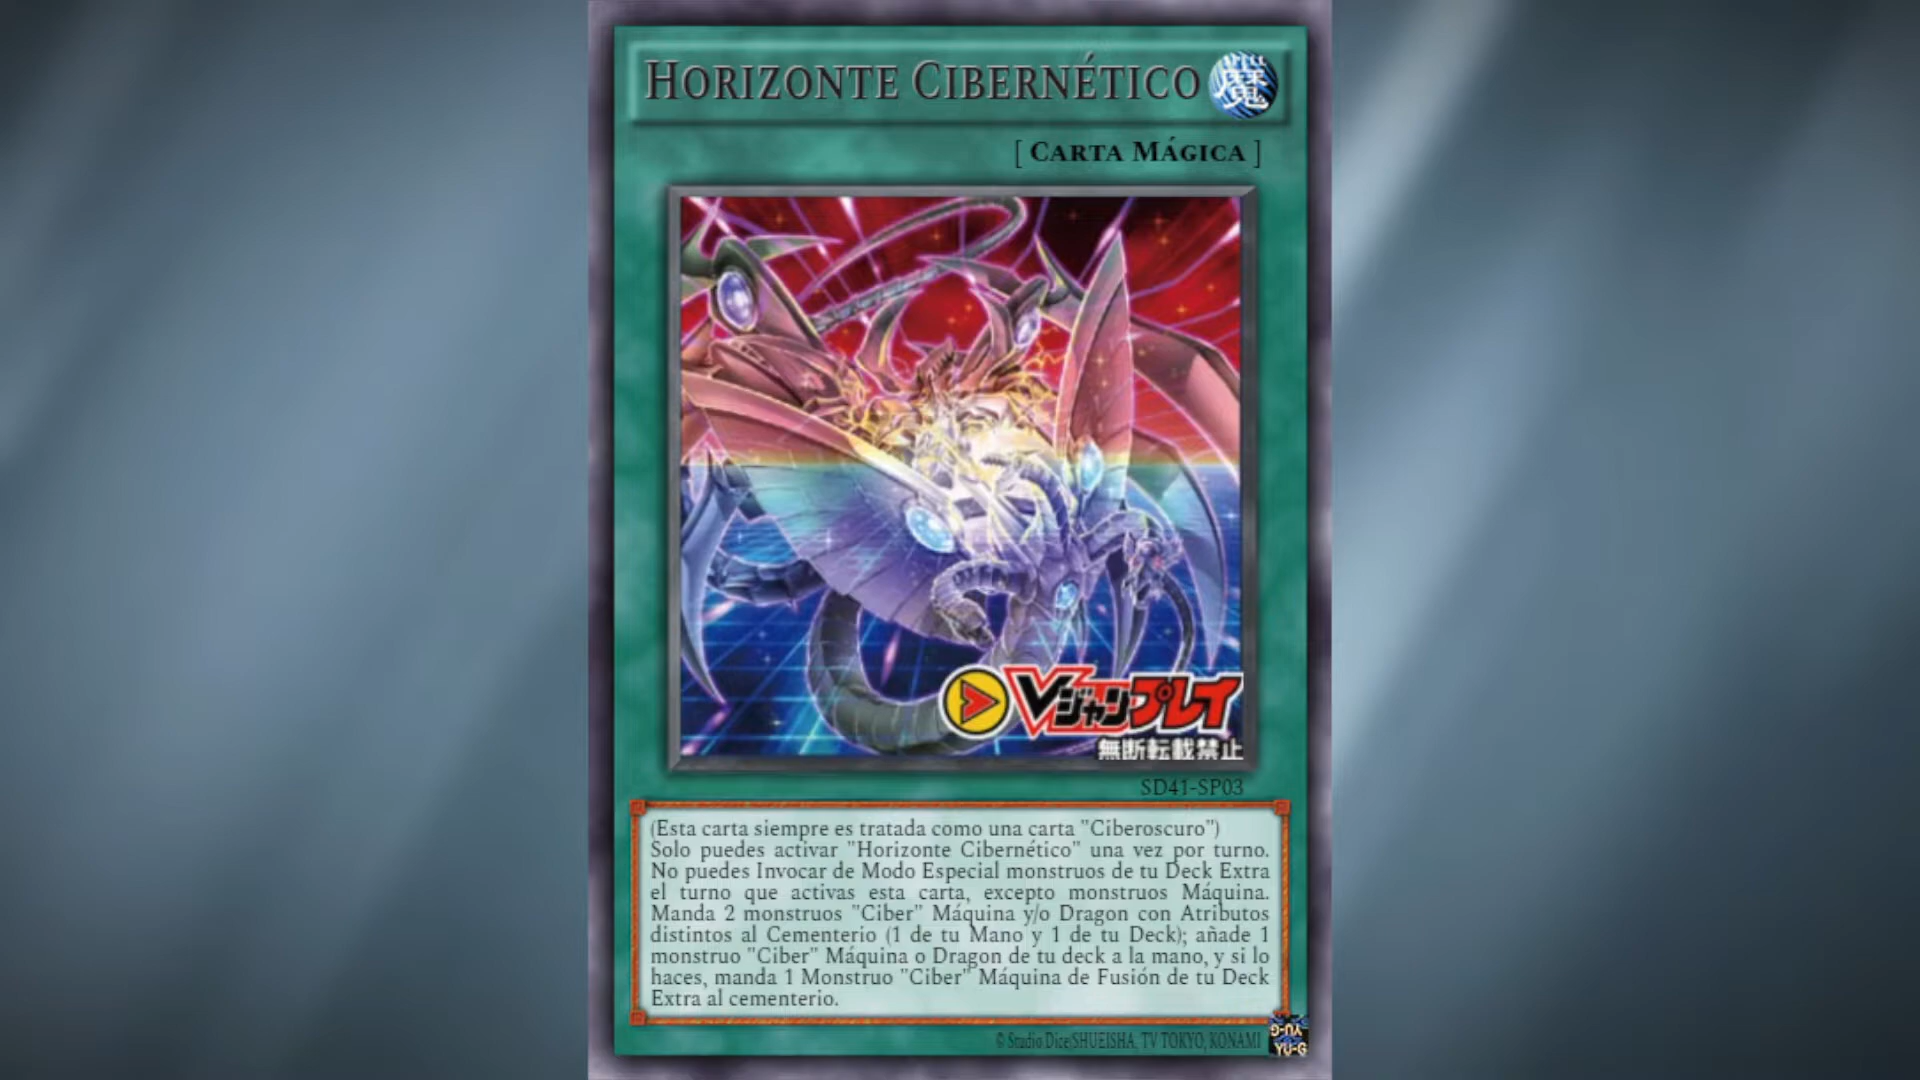 HORIZONTE CIBERNÉTICO
魔
[ CARTA MÁGICA ]
Vジャンプレイ
無断転載禁止
SD41-SP03
(Esta carta siempre es tratada como una carta "Ciberoscuro")
Solo puedes activar "Horizonte Cibernético" una vez por turno.
No puedes Invocar de Modo Especial monstruos de tu Deck Extra
el turno que activas esta carta, excepto monstruos Máquina.
Manda 2 monstruos "Ciber" Máquina y/o Dragon con Atributos
distintos al Cementerio (1 de tu Mano y 1 de tu Deck); añade 1
monstruo "Ciber" Máquina o Dragon de tu deck a la mano, y si lo
haces, manda 1 Monstruo "Ciber" Máquina de Fusión de tu Deck
Extra al cementerio.
© Studio Dice/SHUEISHA, TV TOKYO, KONAMI